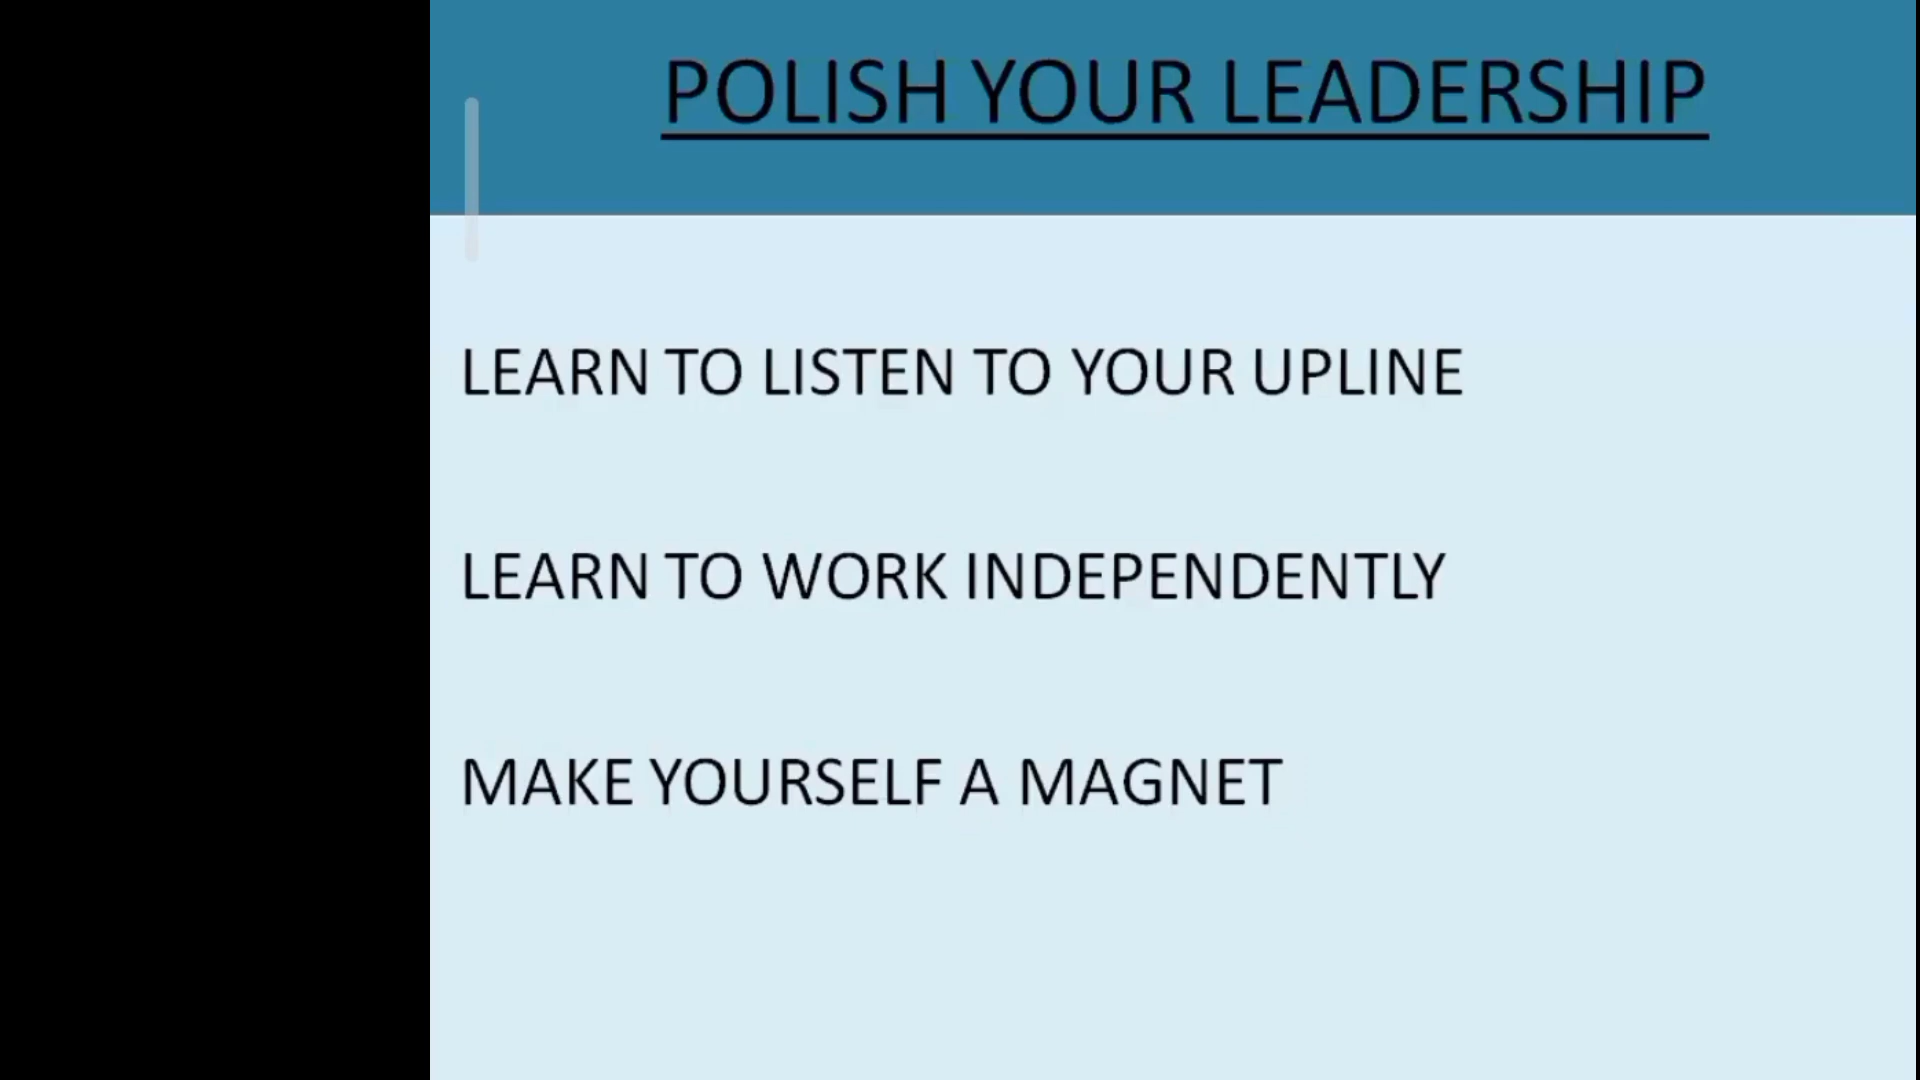 POLISH YOUR LEADERSHIP
LEARN TO LISTEN TO YOUR UPLINE
LEARN TO WORK INDEPENDENTLY
MAKE YOURSELF A MAGNET